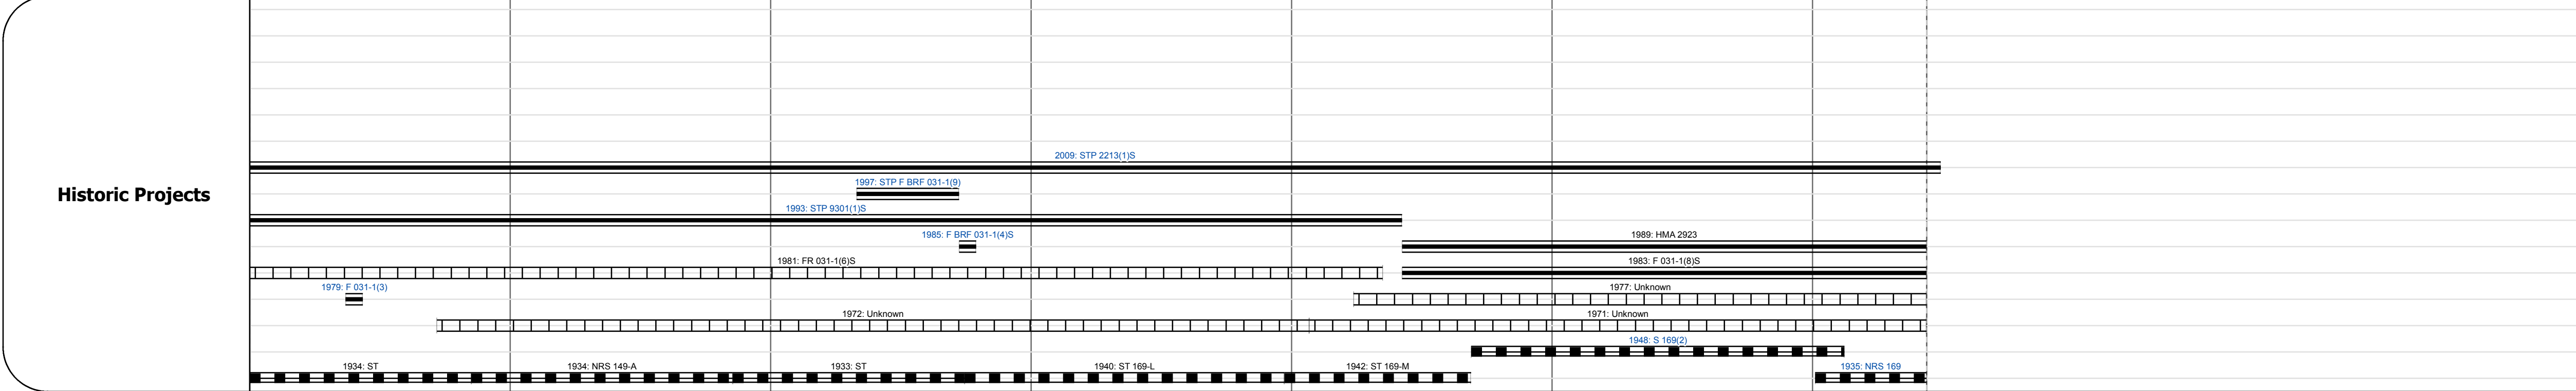 2009: STP 2213(1)S
1997: STP F BRF 031-1(9)
Historic Projects
1993: STP 9301(1)S
1985: F BRF 031-1(4)S
1989: HMA 2923
1981: FR 031-1(6)S
1983: F 031-1(8)S
1979: F 031-1(3)
1977: Unknown
1972: Unknown
1971: Unknown
1948: S 169(2)
1934: ST
1934: NRS 149-A
1933: ST
1940: ST 169-L
1942: ST 169-M
1935: NRS 169